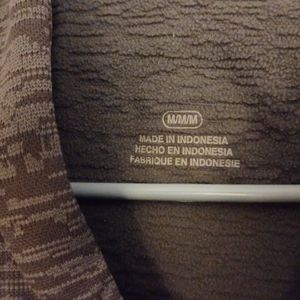 M/M/M
MADE IN INDONESIA
HECHO EN INDONESIA
FABRIQUE EN INDONESIE